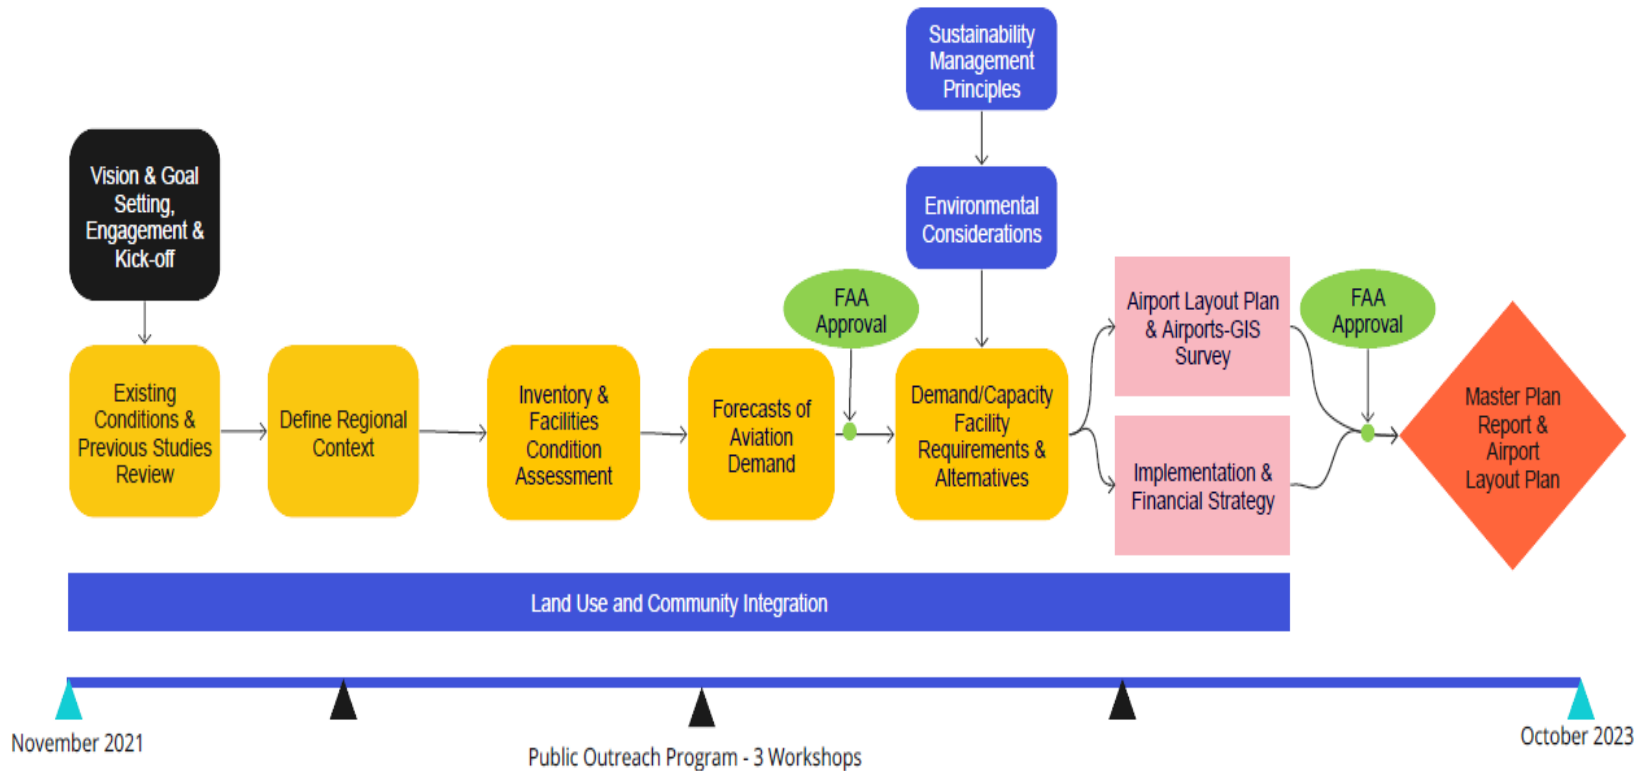 Sustainability
Management
Principles
Vision & Goal
Setting,
Engagement &
Kick-off
Environmental
Considerations
FAA
Approval
Airport Layout Plan
& Airports-GIS
Survey
FAA
Approval
Existing
Conditions &
Previous Studies
Review
Define Regional
Context
Inventory &
Facilities
Condition
Assessment
Forecasts of
Aviation
Demand
Demand/Capacity
Facility
Requirements &
Alternatives
Implementation &
Financial Strategy
Master Plan
Report &
Airport
Layout Plan
Land Use and Community Integration
November 2021
Public Outreach Program - 3 Workshops
October 2023